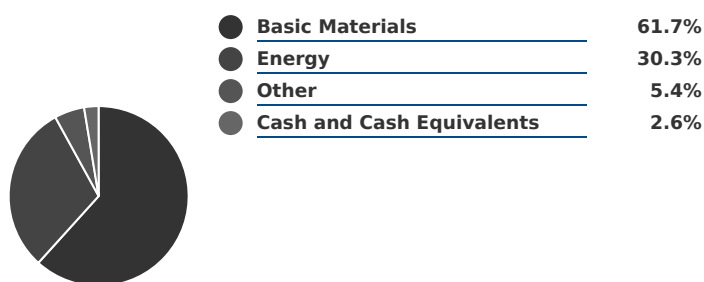 Basic Materials 61.7%
Energy 30.3%
Other 5.4%
Cash and Cash Equivalents 2.6%